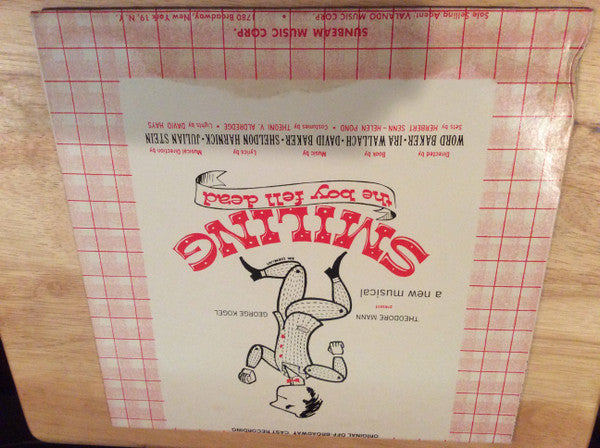 ORIGINAL OFF-BROADWAY CAST RECORDING
THEODORE MANN GEORGE KOGEL
present
a new musical
SMILING
the boy fell dead
Directed by Book by Music by Lyrics by Musical Direction by
WORD BAKER • IRA WALLACH • DAVID BAKER • SHELDON HARNICK • JULIAN STEIN
Sets by HERBERT SENN - HELEN POND • Costumes by THEONI V. ALDREDGE • Lights by DAVID HAYS
SUNBEAM MUSIC CORP.
Sole Selling Agent: VALANDO MUSIC CORP. • 1780 Broadway, New York 19, N. Y.